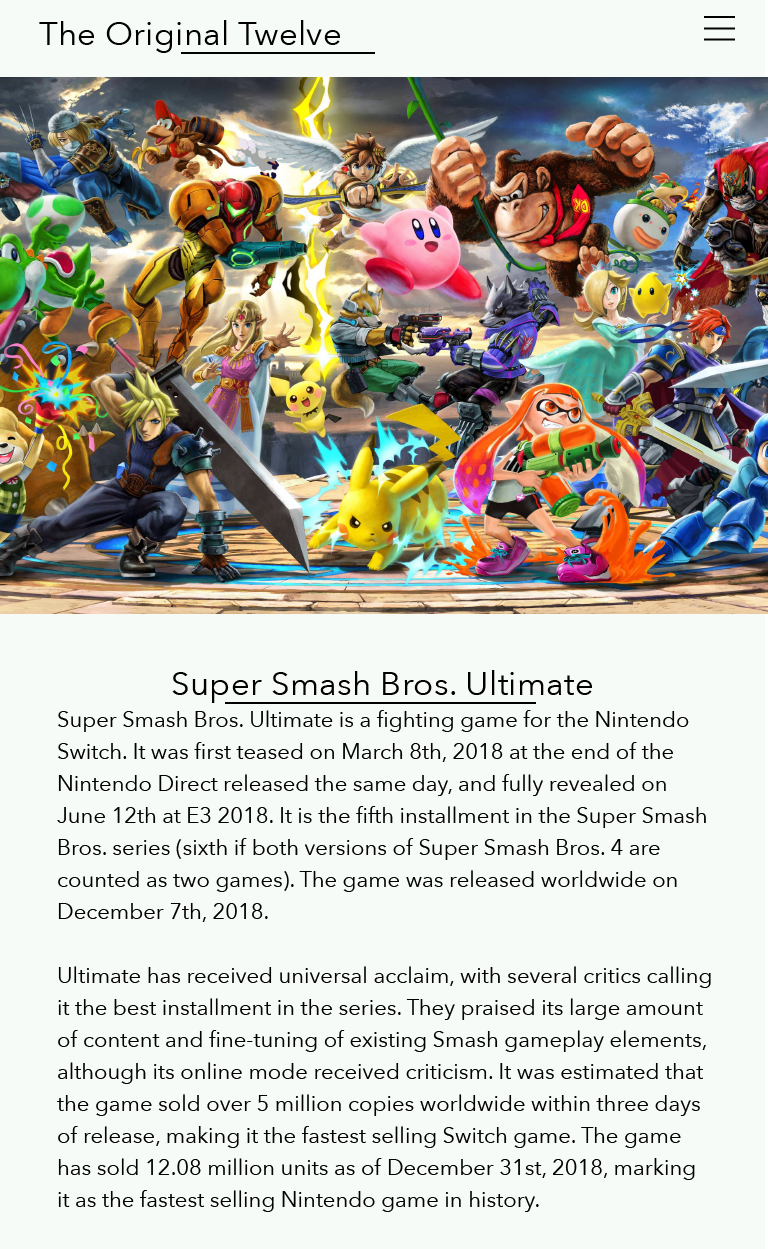 The Original Twelve
DK
Super Smash Bros. Ultimate
Super Smash Bros. Ultimate is a fighting game for the Nintendo
Switch. It was first teased on March 8th, 2018 at the end of the
Nintendo Direct released the same day, and fully revealed on
June 12th at E3 2018. It is the fifth installment in the Super Smash
Bros. series (sixth if both versions of Super Smash Bros. 4 are
counted as two games). The game was released worldwide on
December 7th, 2018.
Ultimate has received universal acclaim, with several critics calling
it the best installment in the series. They praised its large amount
of content and fine-tuning of existing Smash gameplay elements,
although its online mode received criticism. It was estimated that
the game sold over 5 million copies worldwide within three days
of release, making it the fastest selling Switch game. The game
has sold 12.08 million units as of December 31st, 2018, marking
it as the fastest selling Nintendo game in history.